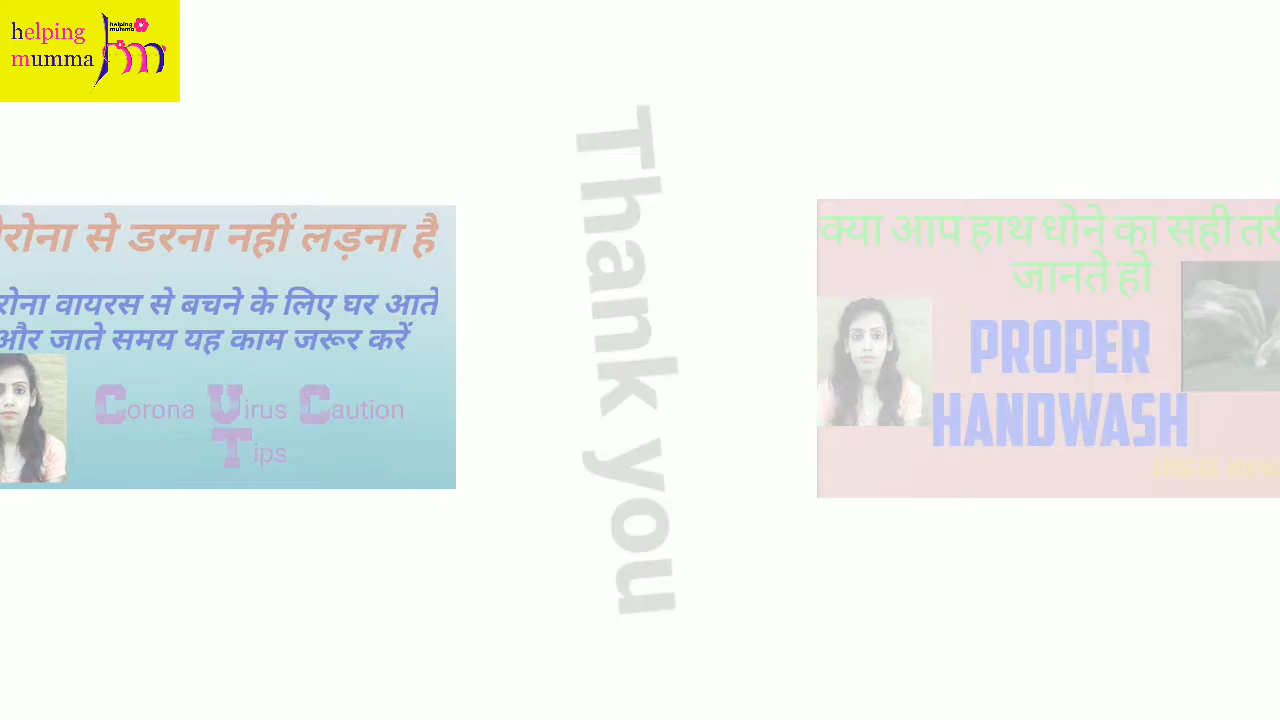 helping
mumma
helping
mumma
hm
से डरना नहीं लड़ना है
वायरस से बचने के लिए घर आते
और जाते समय यह काम जरूर करें
Corona Virus Caution
Tips
Thank you
क्या आप हाथ धोने का सही
जानते हो
PROPER
HANDWASH